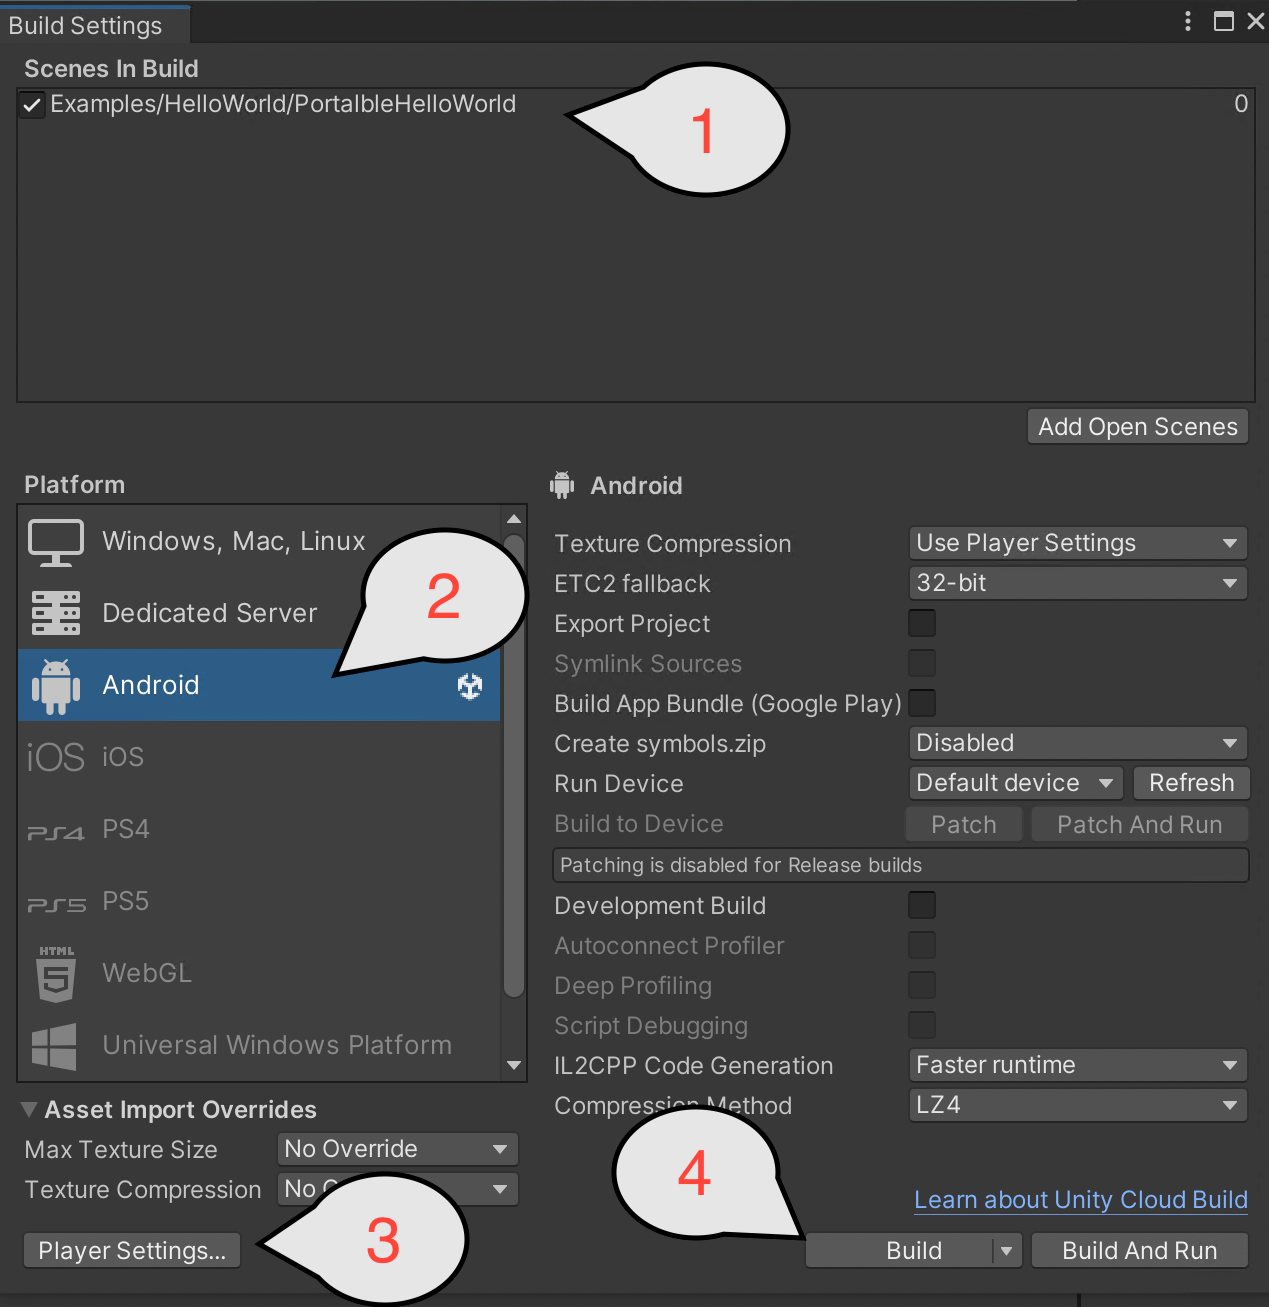 Build Settings
Scenes In Build
Examples/HelloWorld/PortalbleHelloWorld 0
1
Add Open Scenes
Platform
Windows, Mac, Linux
Dedicated Server
2
Android
iOS iOS
PS4 PS4
PS5 PS5
HTML
5 WebGL
Universal Windows Platform
Android
Texture Compression Use Player Settings
ETC2 fallback 32-bit
Export Project
Symlink Sources
Build App Bundle (Google Play)
Create symbols.zip Disabled
Run Device Default device Refresh
Build to Device Patch Patch And Run
Patching is disabled for Release builds
Development Build
Autoconnect Profiler
Deep Profiling
Script Debugging
IL2CPP Code Generation Faster runtime
Compression Method LZ4
Asset Import Overrides
Max Texture Size No Override
Texture Compression No
3
Player Settings...
4
Learn about Unity Cloud Build
Build Build And Run